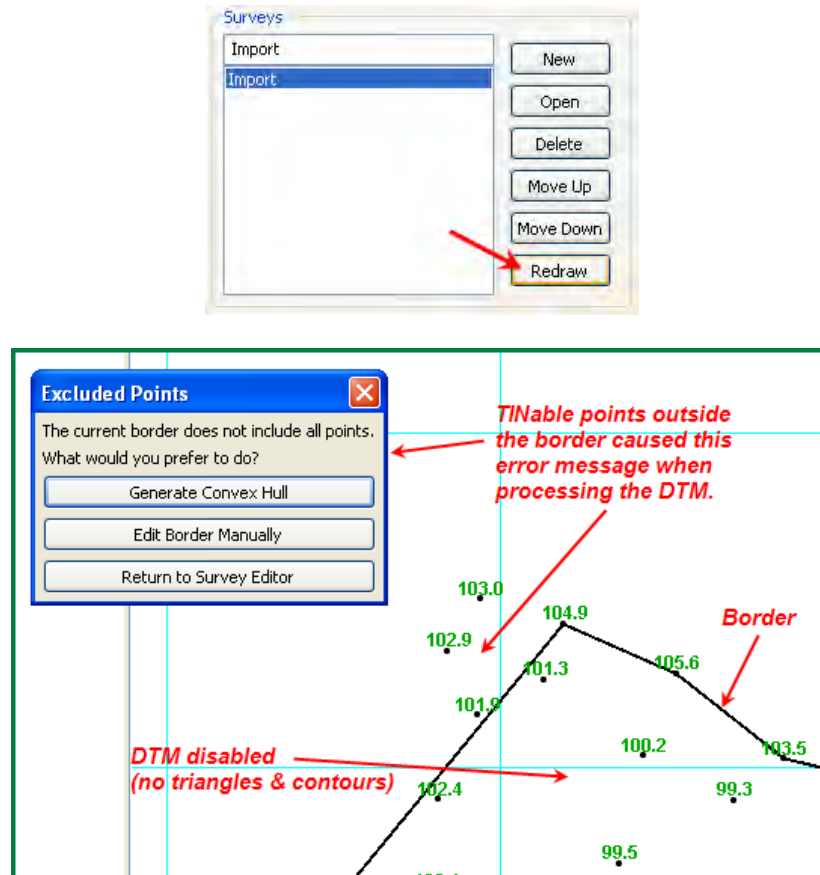 Surveys
Import
Import
New
Open
Delete
Move Up
Move Down
Redraw
Excluded Points
The current border does not include all points.
What would you prefer to do?
Generate Convex Hull
Edit Border Manually
Return to Survey Editor
TINable points outside
the border caused this
error message when
processing the DTM.
103.0
104.9
Border
102.9
101.3
105.6
101.9
DTM disabled
(no triangles & contours)
100.2
103.5
102.4
99.3
99.5